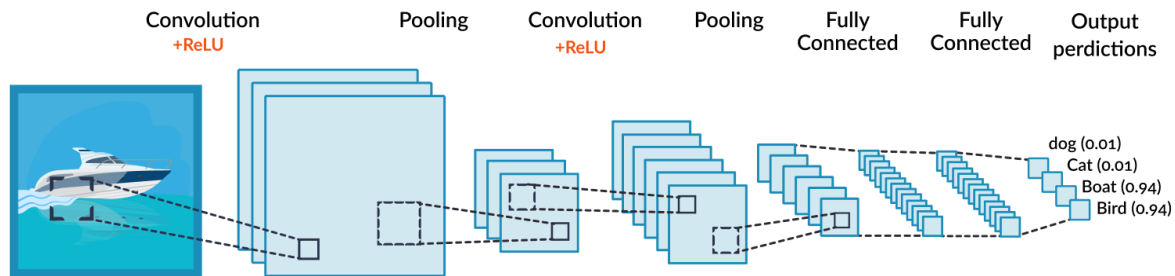 Convolution
+ReLU
Pooling
Convolution
+ReLU
Pooling
Fully
Connected
Fully
Connected
Output
perdictions
dog (0.01)
Cat (0.01)
Boat (0.94)
Bird (0.94)